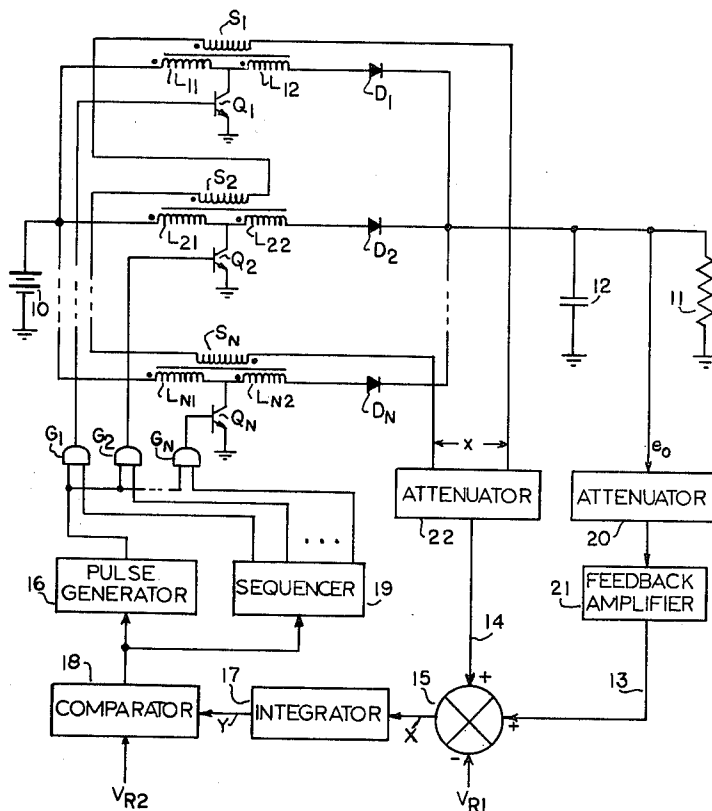 S1
L11 L12
Q1 D1
S2
L21 L22
Q2 D2
10 12 11
SN
LN1 LN2
QN DN
G1 G2 GN
x e0
ATTENUATOR ATTENUATOR
22 20
...
16 PULSE GENERATOR SEQUENCER 19
21 FEEDBACK AMPLIFIER
14 13
18 17 15 +
COMPARATOR Y INTEGRATOR X +
-
VR2 VR1